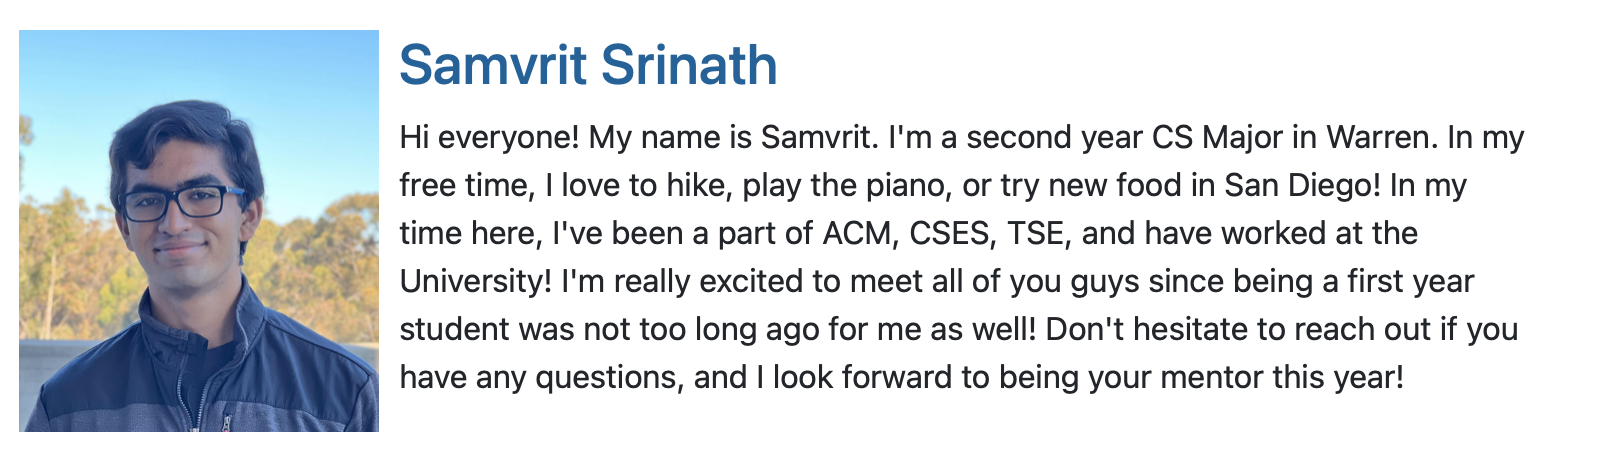 Samvrit Srinath
Hi everyone! My name is Samvrit. I'm a second year CS Major in Warren. In my
free time, I love to hike, play the piano, or try new food in San Diego! In my
time here, I've been a part of ACM, CSES, TSE, and have worked at the
University! I'm really excited to meet all of you guys since being a first year
student was not too long ago for me as well! Don't hesitate to reach out if you
have any questions, and I look forward to being your mentor this year!